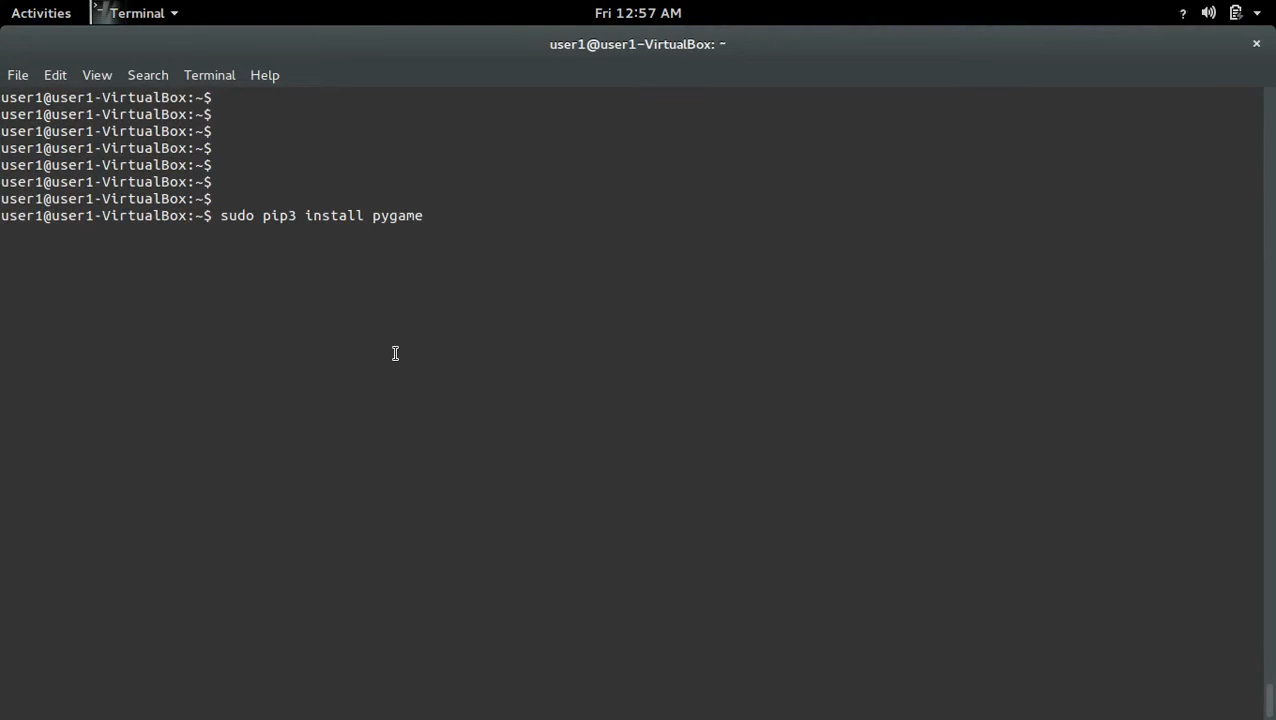 Activities Terminal Fri 12:57 AM ?
user1@user1-VirtualBox: ~ ×
File Edit View Search Terminal Help
user1@user1-VirtualBox:~$
user1@user1-VirtualBox:~$
user1@user1-VirtualBox:~$
user1@user1-VirtualBox:~$
user1@user1-VirtualBox:~$
user1@user1-VirtualBox:~$
user1@user1-VirtualBox:~$
user1@user1-VirtualBox:~$ sudo pip3 install pygame